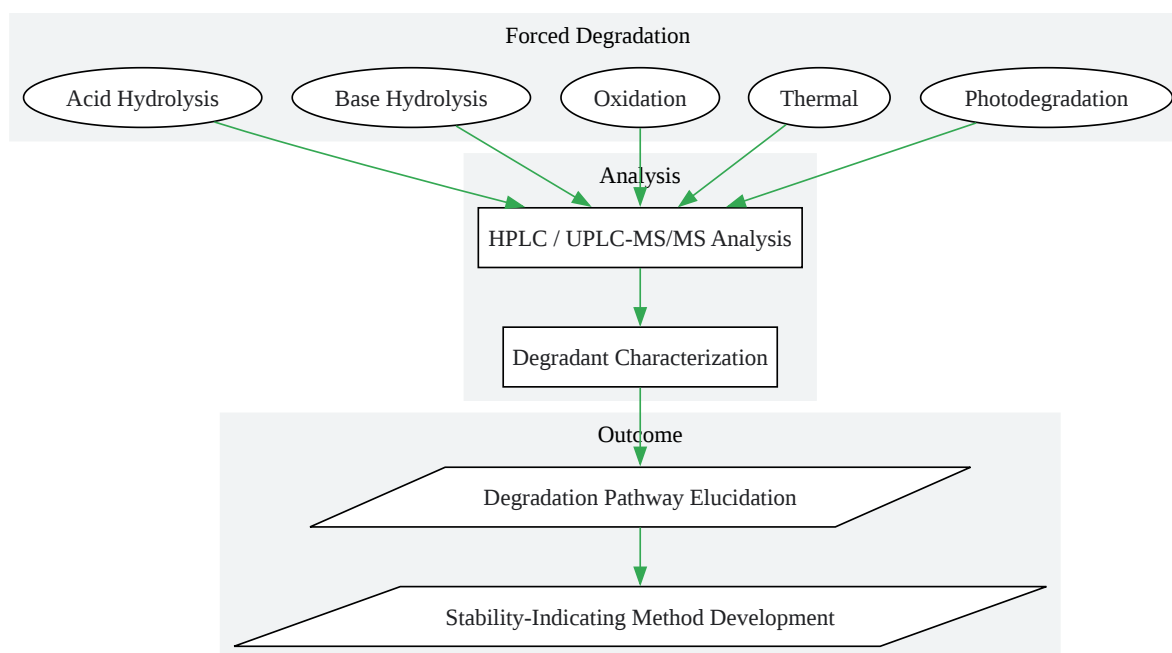 Forced Degradation
Acid Hydrolysis
Base Hydrolysis
Oxidation
Thermal
Photodegradation
Analysis
HPLC / UPLC-MS/MS Analysis
Degradant Characterization
Outcome
Degradation Pathway Elucidation
Stability-Indicating Method Development